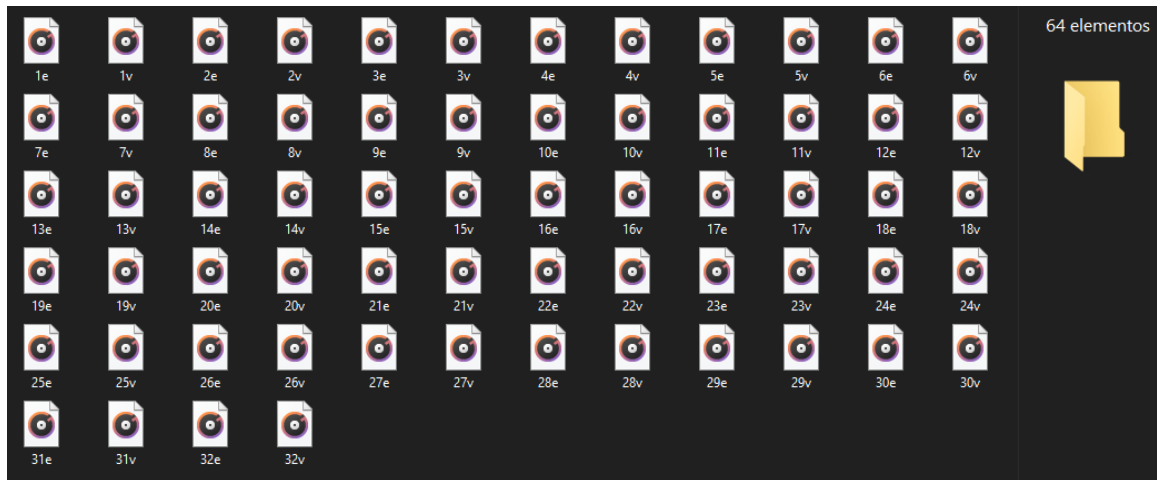 64 elementos
1e 1v 2e 2v 3e 3v 4e 4v 5e 5v 6e 6v
7e 7v 8e 8v 9e 9v 10e 10v 11e 11v 12e 12v
13e 13v 14e 14v 15e 15v 16e 16v 17e 17v 18e 18v
19e 19v 20e 20v 21e 21v 22e 22v 23e 23v 24e 24v
25e 25v 26e 26v 27e 27v 28e 28v 29e 29v 30e 30v
31e 31v 32e 32v